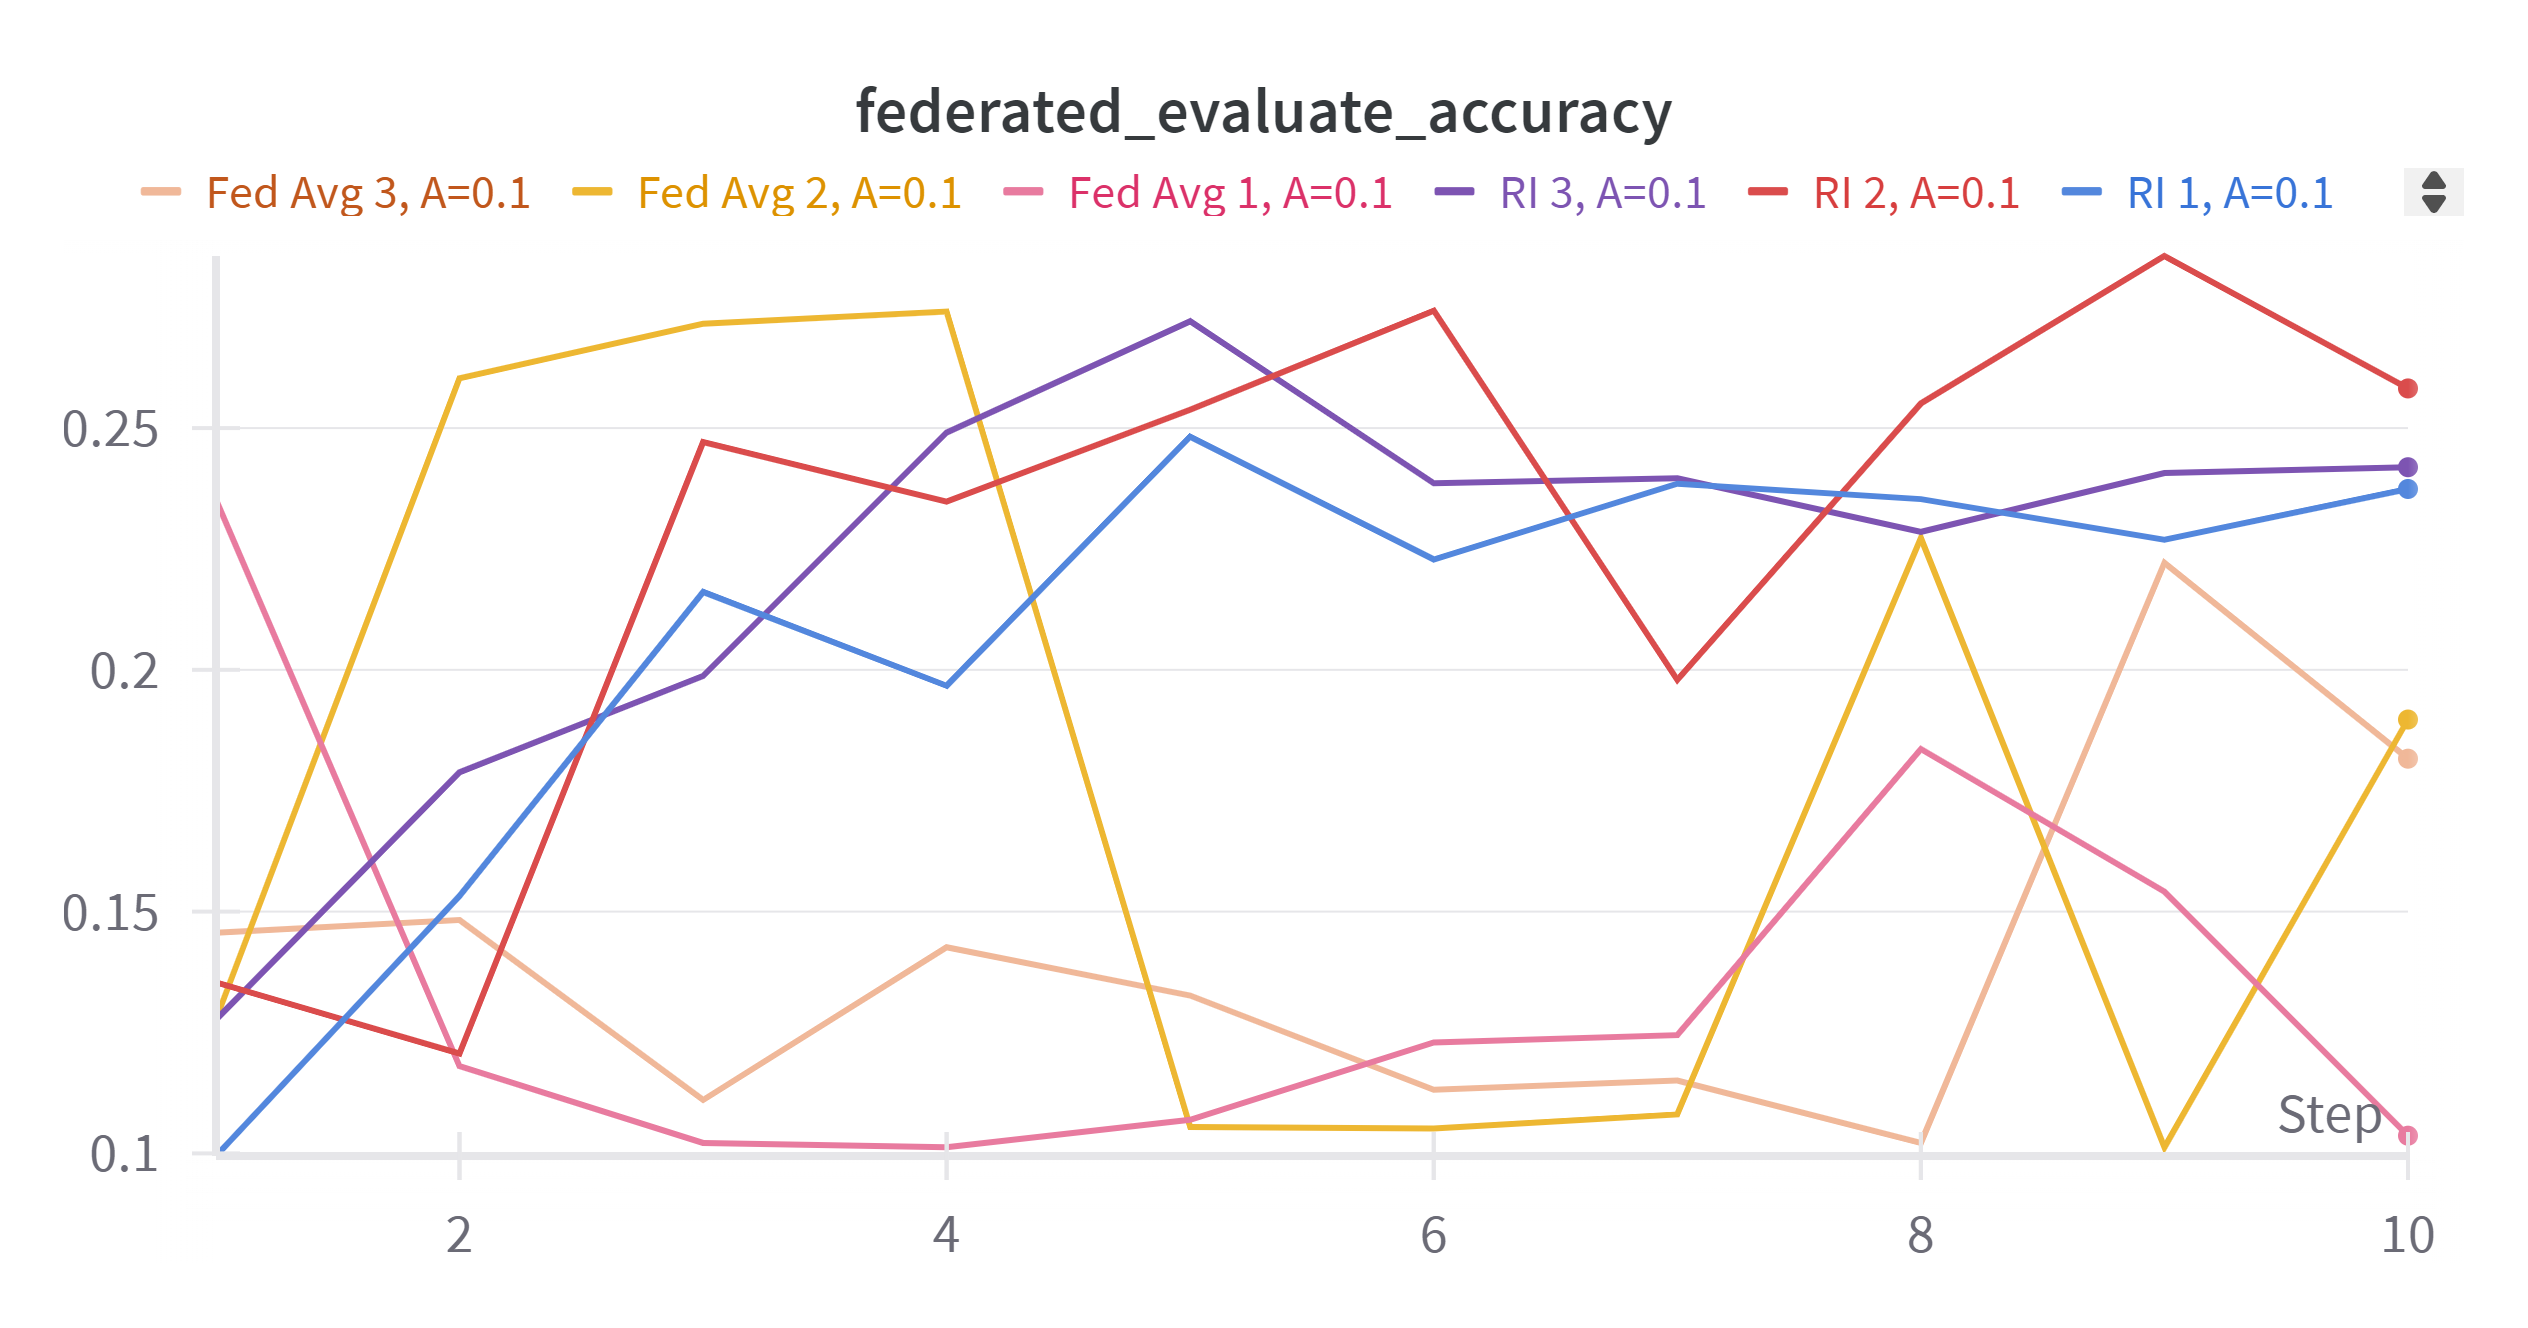 federated_evaluate_accuracy
Fed Avg 3, A=0.1 Fed Avg 2, A=0.1 Fed Avg 1, A=0.1 RI 3, A=0.1 RI 2, A=0.1 RI 1, A=0.1
0.25
0.2
0.15
0.1
Step
2 4 6 8 10